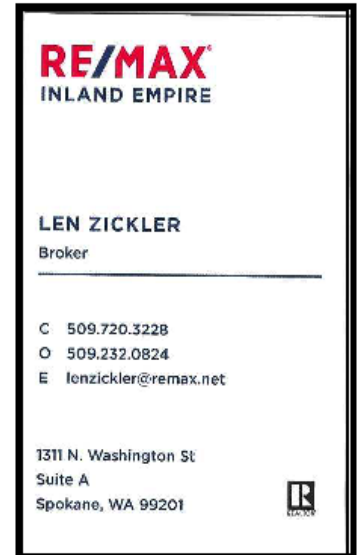 RE/MAX®
INLAND EMPIRE
LEN ZICKLER
Broker
C 509.720.3228
O 509.232.0824
E lenzickler@remax.net
1311 N. Washington St
Suite A
Spokane, WA 99201
R
REALTOR